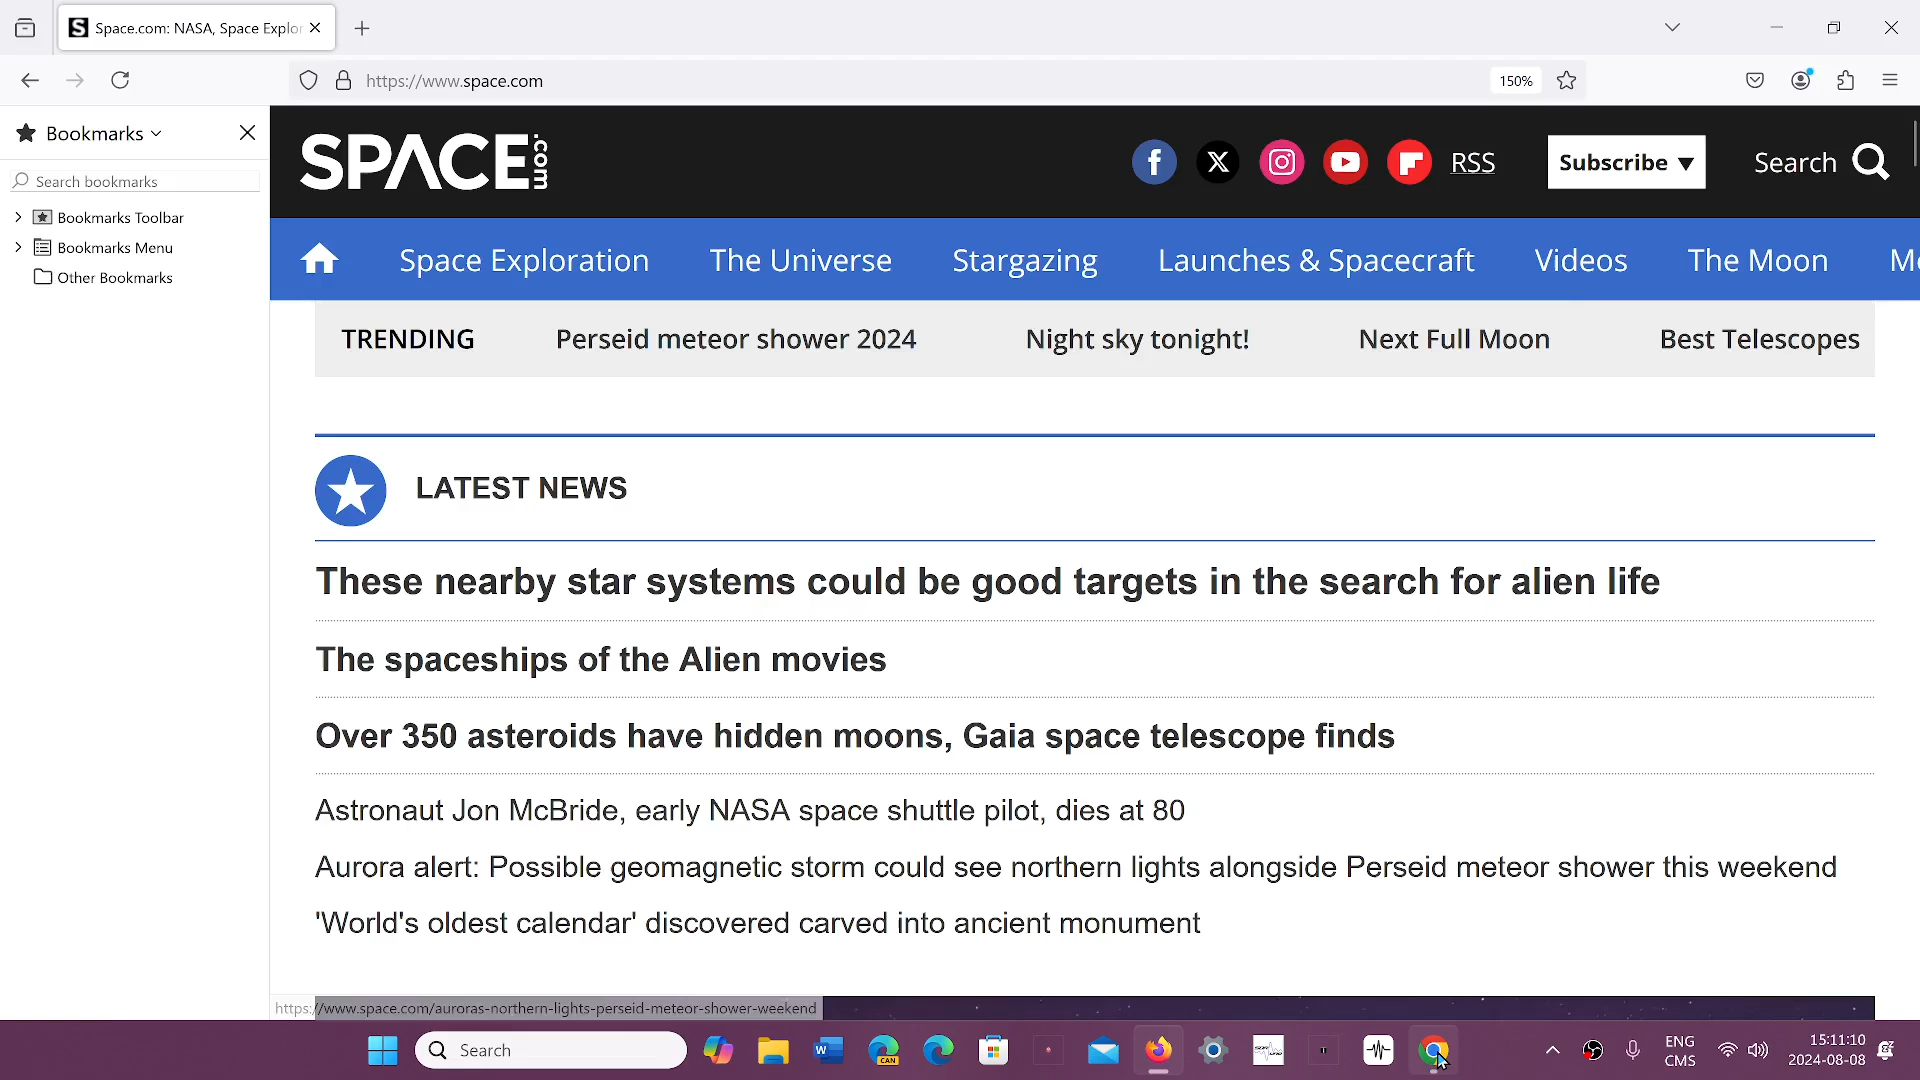 Space.com: NASA, Space Explor
https://www.space.com
150%
Bookmarks
Search bookmarks
Bookmarks Toolbar
Bookmarks Menu
Other Bookmarks
SPACE.com
RSS
Subscribe ▼
Search
Space Exploration
The Universe
Stargazing
Launches & Spacecraft
Videos
The Moon
TRENDING
Perseid meteor shower 2024
Night sky tonight!
Next Full Moon
Best Telescopes
LATEST NEWS
These nearby star systems could be good targets in the search for alien life
The spaceships of the Alien movies
Over 350 asteroids have hidden moons, Gaia space telescope finds
Astronaut Jon McBride, early NASA space shuttle pilot, dies at 80
Aurora alert: Possible geomagnetic storm could see northern lights alongside Perseid meteor shower this weekend
'World's oldest calendar' discovered carved into ancient monument
https://www.space.com/auroras-northern-lights-perseid-meteor-shower-weekend
Search
CAN
ENG
CMS
15:11:10
2024-08-08